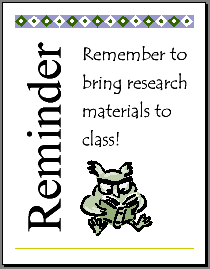 Reminder
Remember to
bring research
materials to
class!